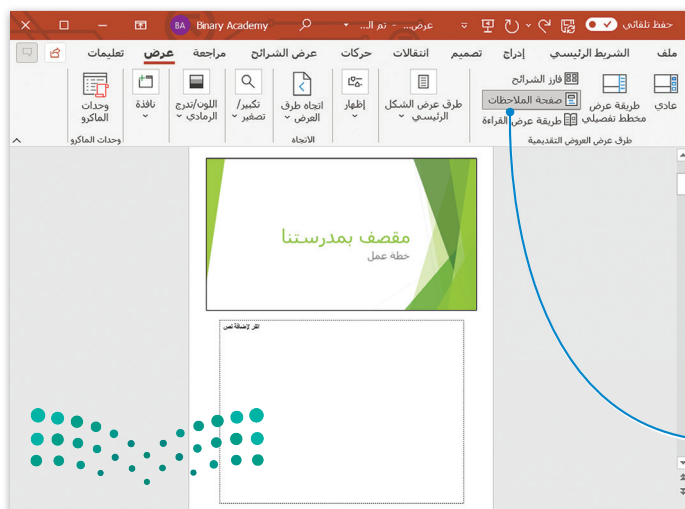 حفظ تلقائي
عرض... - تم الـ...
Binary Academy
BA
ملف
الشريط الرئيسي
إدراج
تصميم
انتقالات
حركات
عرض الشرائح
مراجعة
عرض
تعليمات
عادي
طريقة عرض
مخطط تفصيلي
فارز الشرائح
صفحة الملاحظات
طريقة عرض القراءة
طرق عرض العروض التقديمية
طرق عرض الشكل
الرئيسي
إظهار
اتجاه طرق
العرض
الاتجاه
تكبير/
تصغير
اللون/تدرج
الرمادي
نافذة
وحدات
الماكرو
وحدات الماكرو
مقصف بمدرستنا
خطة عمل
انقر لإضافة نص